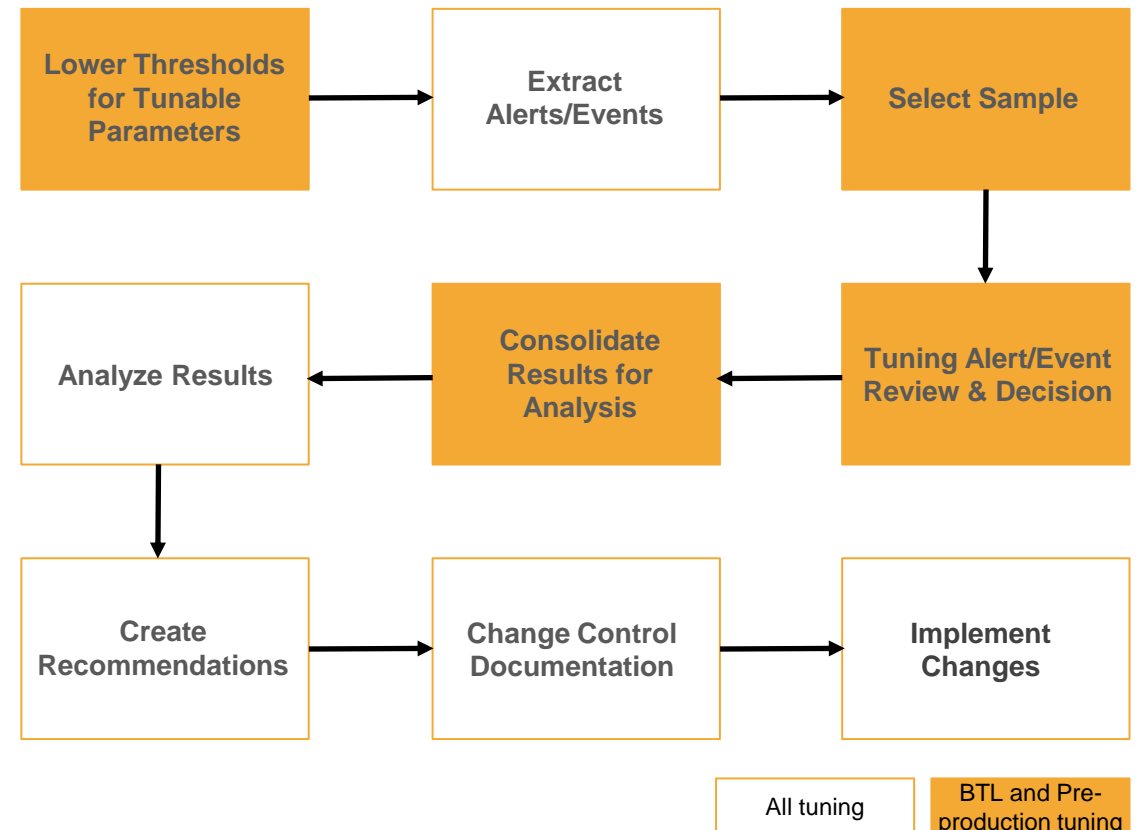 Lower Thresholds
for Tunable
Parameters
Extract
Alerts/Events
Select Sample
Analyze Results
Consolidate
Results for
Analysis
Tuning Alert/Event
Review & Decision
Create
Recommendations
Change Control
Documentation
Implement
Changes
All tuning
BTL and Pre-
production tuning